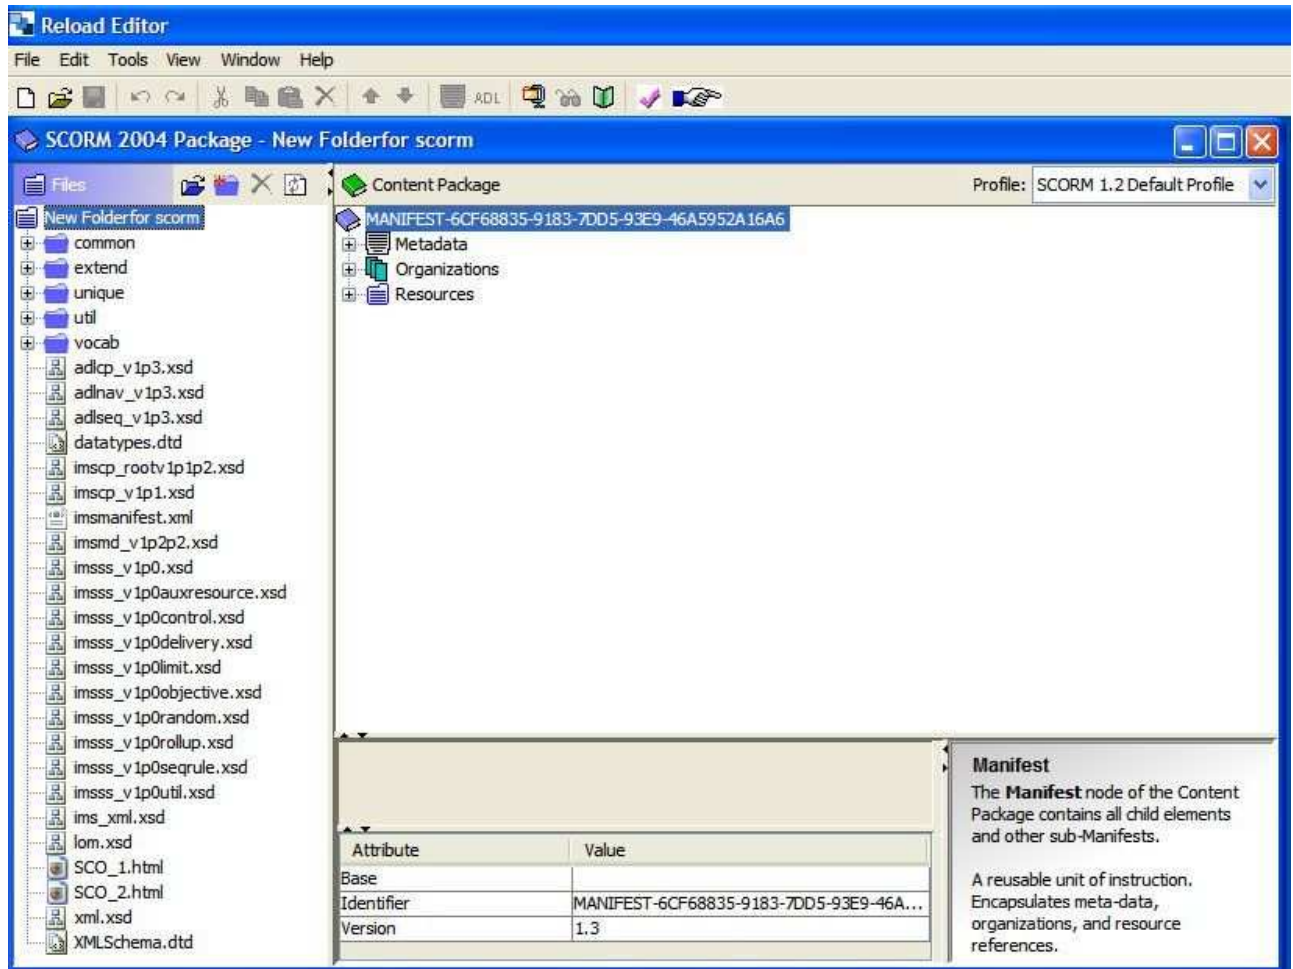 Reload Editor
File Edit Tools View Window Help
ADL
SCORM 2004 Package - New Folderfor scorm
Files
Content Package
Profile: SCORM 1.2 Default Profile
New Folderfor scorm
common
extend
unique
util
vocab
adlcp_v1p3.xsd
adlnav_v1p3.xsd
adlseq_v1p3.xsd
datatypes.dtd
imscp_rootv1p1p2.xsd
imscp_v1p1.xsd
imsmanifest.xml
imsmd_v1p2p2.xsd
imsss_v1p0.xsd
imsss_v1p0auxresource.xsd
imsss_v1p0control.xsd
imsss_v1p0delivery.xsd
imsss_v1p0limit.xsd
imsss_v1p0objective.xsd
imsss_v1p0random.xsd
imsss_v1p0rollup.xsd
imsss_v1p0seqrule.xsd
imsss_v1p0util.xsd
ims_xml.xsd
lom.xsd
SCO_1.html
SCO_2.html
xml.xsd
XMLSchema.dtd
MANIFEST-6CF68835-9183-7DD5-93E9-46A5952A16A6
Metadata
Organizations
Resources
Attribute Value
Base
Identifier MANIFEST-6CF68835-9183-7DD5-93E9-46A...
Version 1.3
Manifest
The Manifest node of the Content
Package contains all child elements
and other sub-Manifests.
A reusable unit of instruction.
Encapsulates meta-data,
organizations, and resource
references.